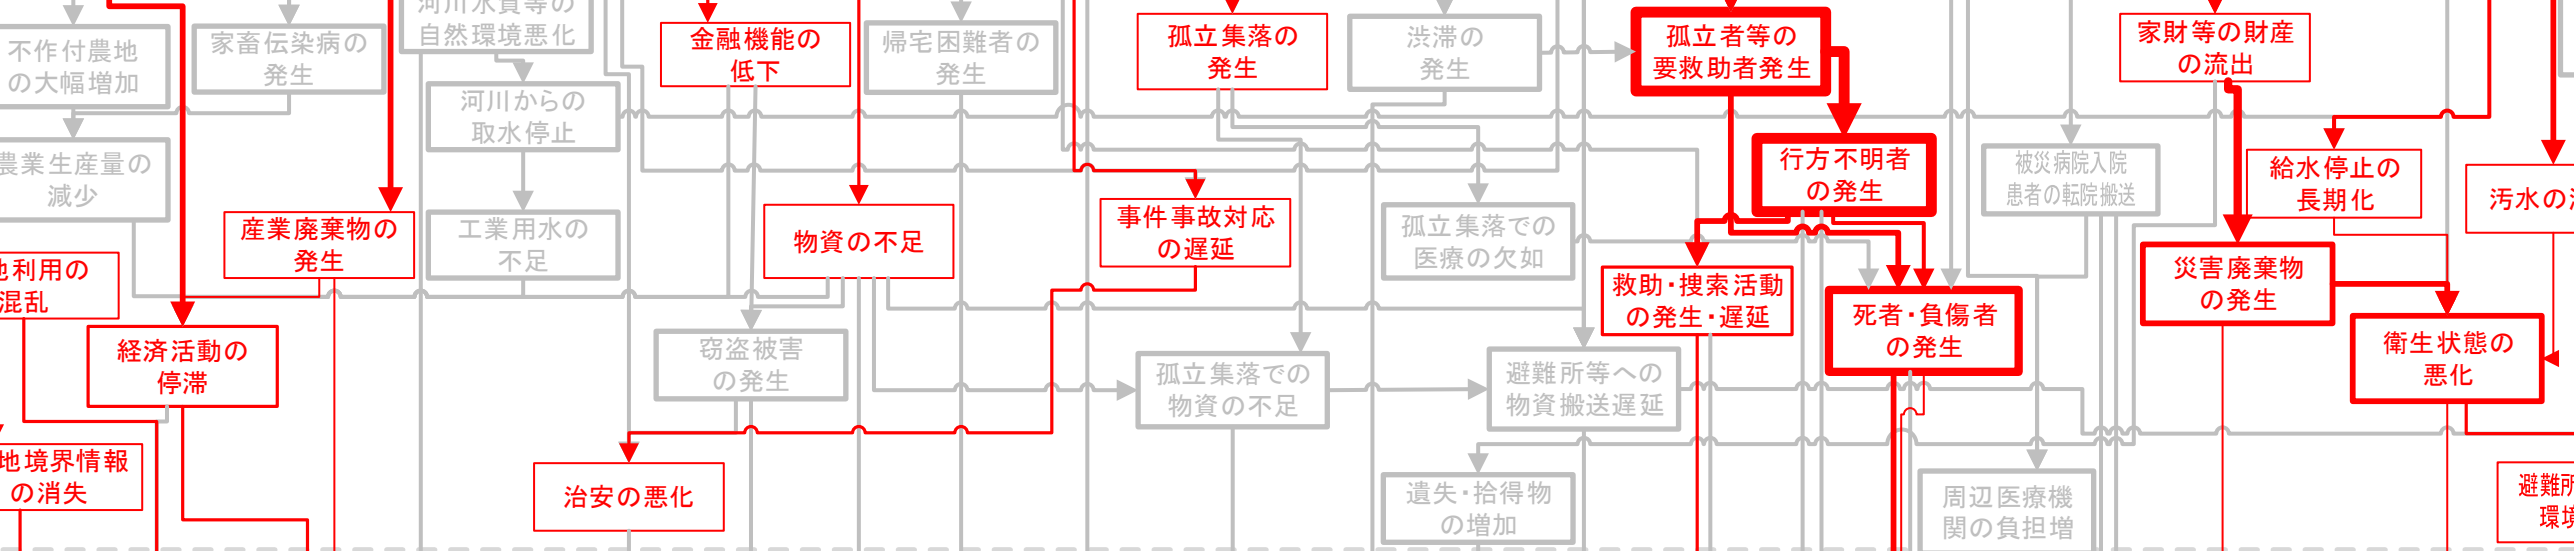 不作付農地
の大幅増加
家畜伝染病の
発生
河川水質等の
自然環境悪化
金融機能の
低下
帰宅困難者の
発生
孤立集落の
発生
渋滞の
発生
孤立者等の
要救助者発生
家財等の財産
の流出
河川からの
取水停止
農業生産量の
減少
行方不明者
の発生
被災病院入院
患者の転院搬送
給水停止の
長期化
汚水の
産業廃棄物の
発生
工業用水の
不足
物資の不足
事件事故対応
の遅延
孤立集落での
医療の欠如
救助・捜索活動
の発生・遅延
死者・負傷者
の発生
災害廃棄物
の発生
地利用の
混乱
経済活動の
停滞
窃盗被害
の発生
孤立集落での
物資の不足
避難所等への
物資搬送遅延
衛生状態の
悪化
地境界情報
の消失
治安の悪化
遺失・拾得物
の増加
周辺医療機
関の負担増
避難所
環境